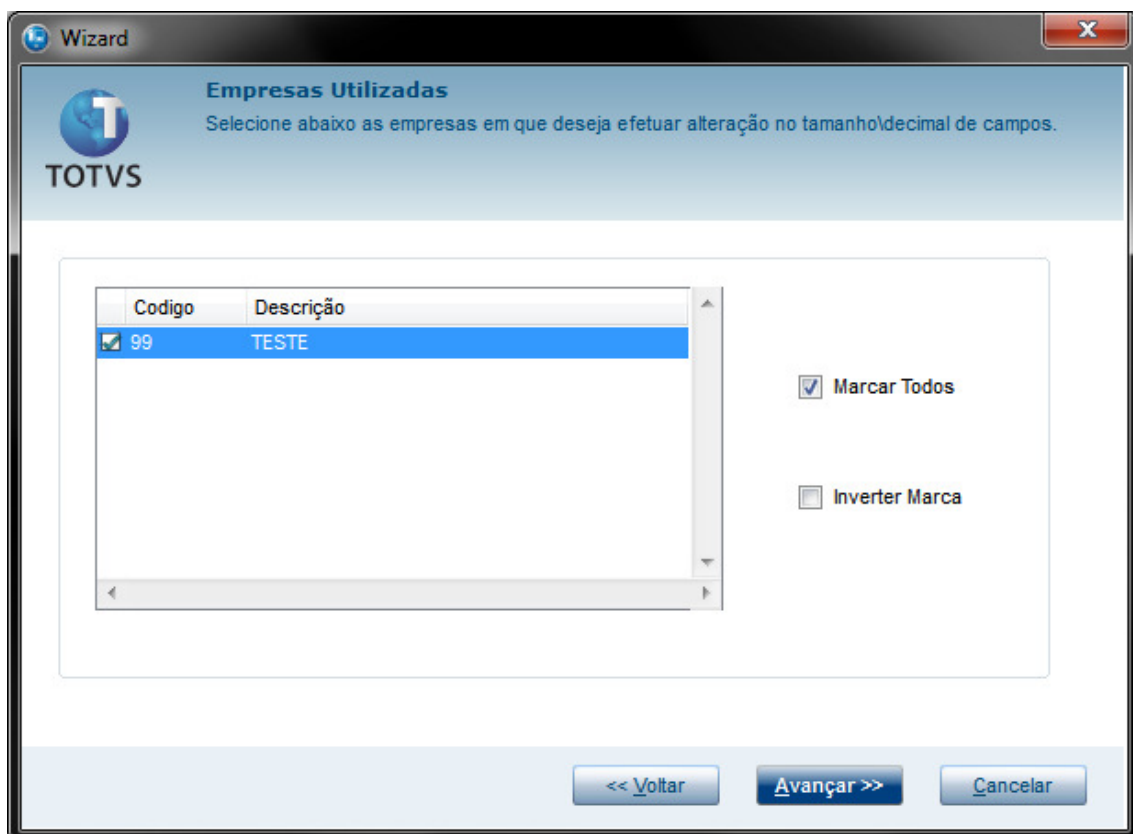 Wizard
x
Empresas Utilizadas
Selecione abaixo as empresas em que deseja efetuar alteração no tamanho\decimal de campos.
T
TOTVS
Codigo Descrição
99 TESTE
Marcar Todos
Inverter Marca
<< Voltar Avançar >> Cancelar